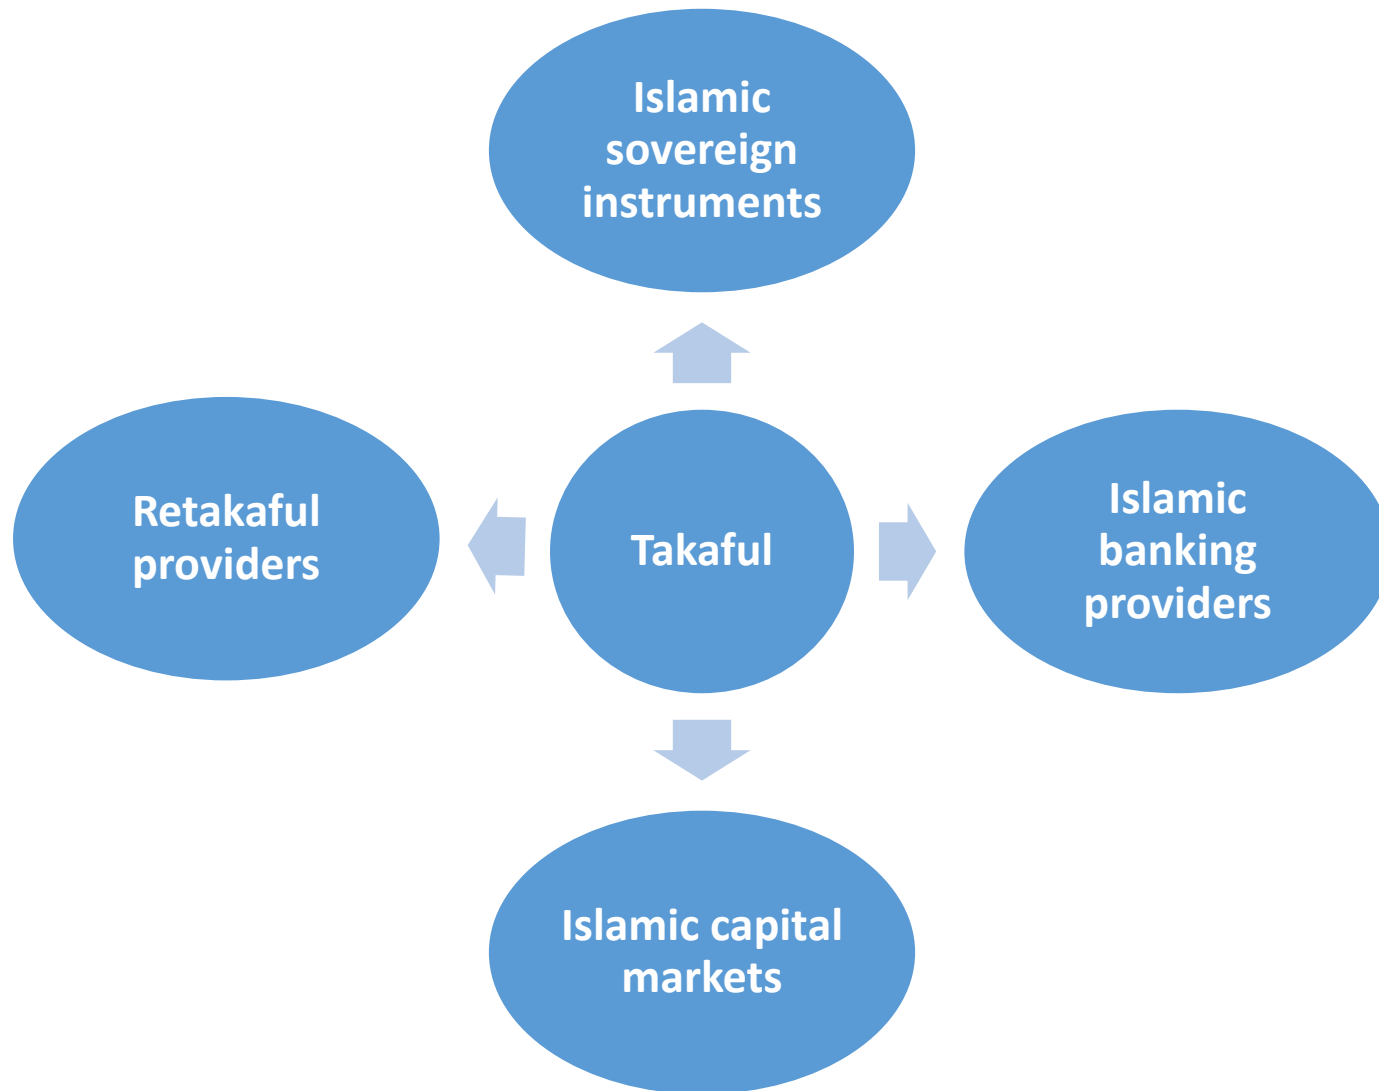 Islamic
sovereign
instruments
Retakaful
providers
Takaful
Islamic
banking
providers
Islamic capital
markets